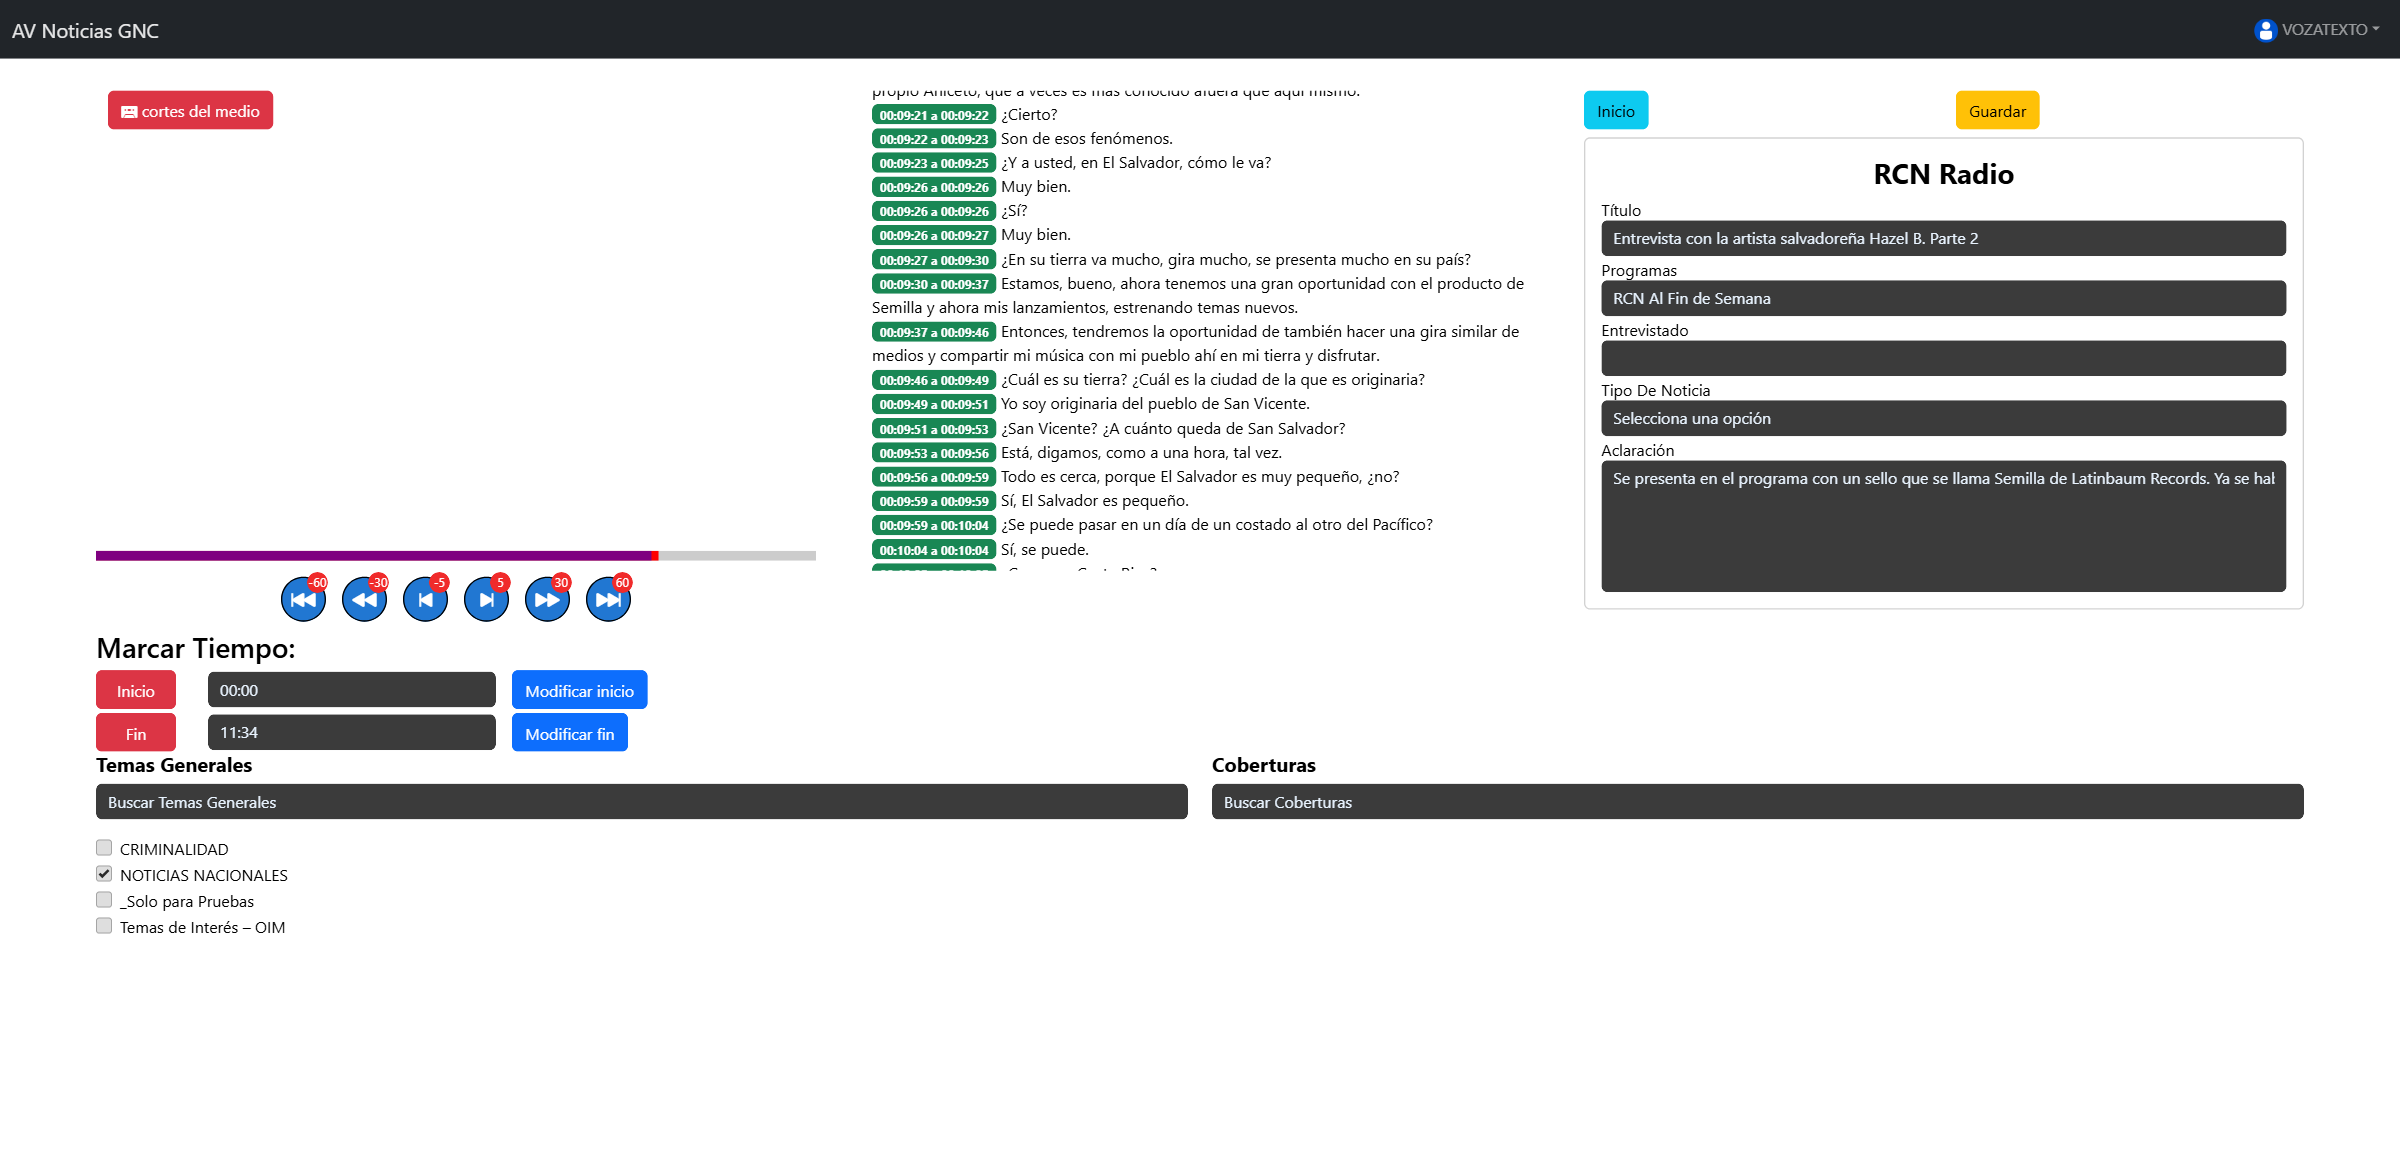 AV Noticias GNC
VOZATEXTO
cortes del medio
propio Aniceto, que a veces es más conocido afuera que aquí mismo.
00:09:21 a 00:09:22 ¿Cierto?
00:09:22 a 00:09:23 Son de esos fenómenos.
00:09:23 a 00:09:25 ¿Y a usted, en El Salvador, cómo le va?
00:09:26 a 00:09:26 Muy bien.
00:09:26 a 00:09:26 ¿Sí?
00:09:26 a 00:09:27 Muy bien.
00:09:27 a 00:09:30 ¿En su tierra va mucho, gira mucho, se presenta mucho en su país?
00:09:30 a 00:09:37 Estamos, bueno, ahora tenemos una gran oportunidad con el producto de
Semilla y ahora mis lanzamientos, estrenando temas nuevos.
00:09:37 a 00:09:46 Entonces, tendremos la oportunidad de también hacer una gira similar de
medios y compartir mi música con mi pueblo ahí en mi tierra y disfrutar.
00:09:46 a 00:09:49 ¿Cuál es su tierra? ¿Cuál es la ciudad de la que es originaria?
00:09:49 a 00:09:51 Yo soy originaria del pueblo de San Vicente.
00:09:51 a 00:09:53 ¿San Vicente? ¿A cuánto queda de San Salvador?
00:09:53 a 00:09:56 Está, digamos, como a una hora, tal vez.
00:09:56 a 00:09:59 Todo es cerca, porque El Salvador es muy pequeño, ¿no?
00:09:59 a 00:09:59 Sí, El Salvador es pequeño.
00:09:59 a 00:10:04 ¿Se puede pasar en un día de un costado al otro del Pacífico?
00:10:04 a 00:10:04 Sí, se puede.
Inicio
Guardar
RCN Radio
Título
Entrevista con la artista salvadoreña Hazel B. Parte 2
Programas
RCN Al Fin de Semana
Entrevistado
Tipo De Noticia
Selecciona una opción
Aclaración
Se presenta en el programa con un sello que se llama Semilla de Latinbaum Records. Ya se hab
-60 -30 -5 5 30 60
Marcar Tiempo:
Inicio 00:00 Modificar inicio
Fin 11:34 Modificar fin
Temas Generales
Buscar Temas Generales
CRIMINALIDAD
NOTICIAS NACIONALES
_Solo para Pruebas
Temas de Interés – OIM
Coberturas
Buscar Coberturas